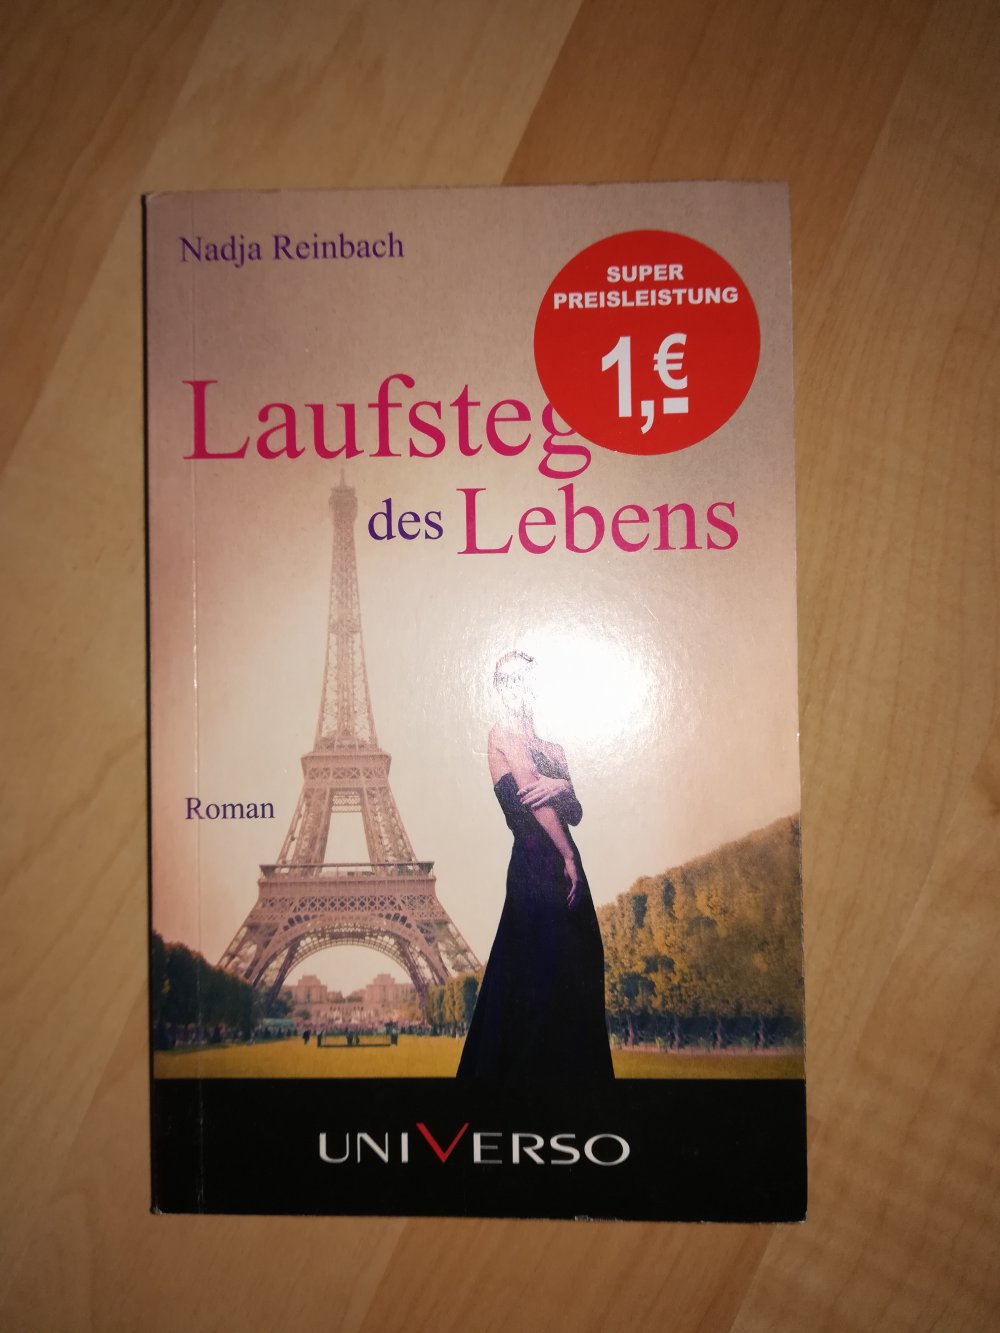 Nadja Reinbach
SUPER
PREISLEISTUNG
1,-€
Laufsteg
des Lebens
Roman
UNIVERSO